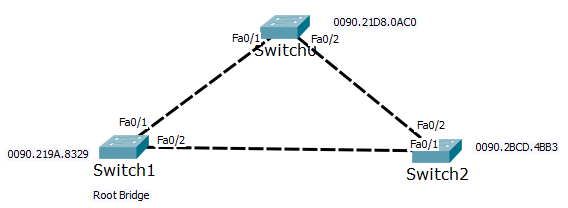 0090.21D8.0AC0
Fa0/1
Fa0/2
Switch0
Fa0/1
Fa0/2
Fa0/2
Fa0/1
0090.219A.8329
0090.2BCD.4BB3
Switch1
Switch2
Root Bridge